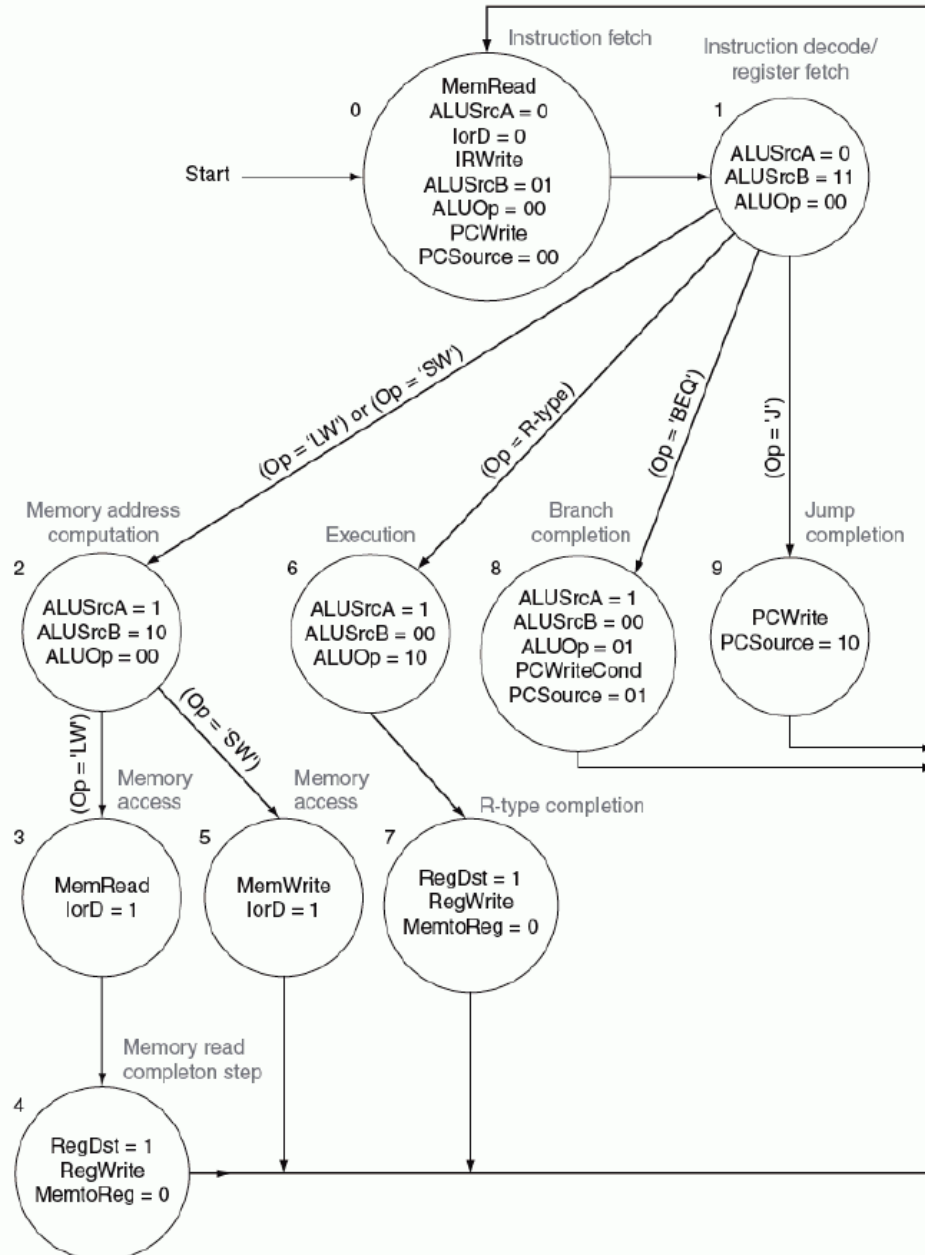 Instruction fetch
Instruction decode/
register fetch
0
MemRead
ALUSrcA = 0
IorD = 0
IRWrite
ALUSrcB = 01
ALUOp = 00
PCWrite
PCSource = 00
1
ALUSrcA = 0
ALUSrcB = 11
ALUOp = 00
Start
(Op = 'LW') or (Op = 'SW')
(Op = R-type)
(Op = 'BEQ')
(Op = 'J')
Memory address
computation
2
ALUSrcA = 1
ALUSrcB = 10
ALUOp = 00
Execution
6
ALUSrcA = 1
ALUSrcB = 00
ALUOp = 10
Branch
completion
8
ALUSrcA = 1
ALUSrcB = 00
ALUOp = 01
PCWriteCond
PCSource = 01
Jump
completion
9
PCWrite
PCSource = 10
(Op = 'LW')
(Op = 'SW')
Memory
access
3
MemRead
IorD = 1
Memory
access
5
MemWrite
IorD = 1
R-type completion
7
RegDst = 1
RegWrite
MemtoReg = 0
Memory read
completon step
4
RegDst = 1
RegWrite
MemtoReg = 0